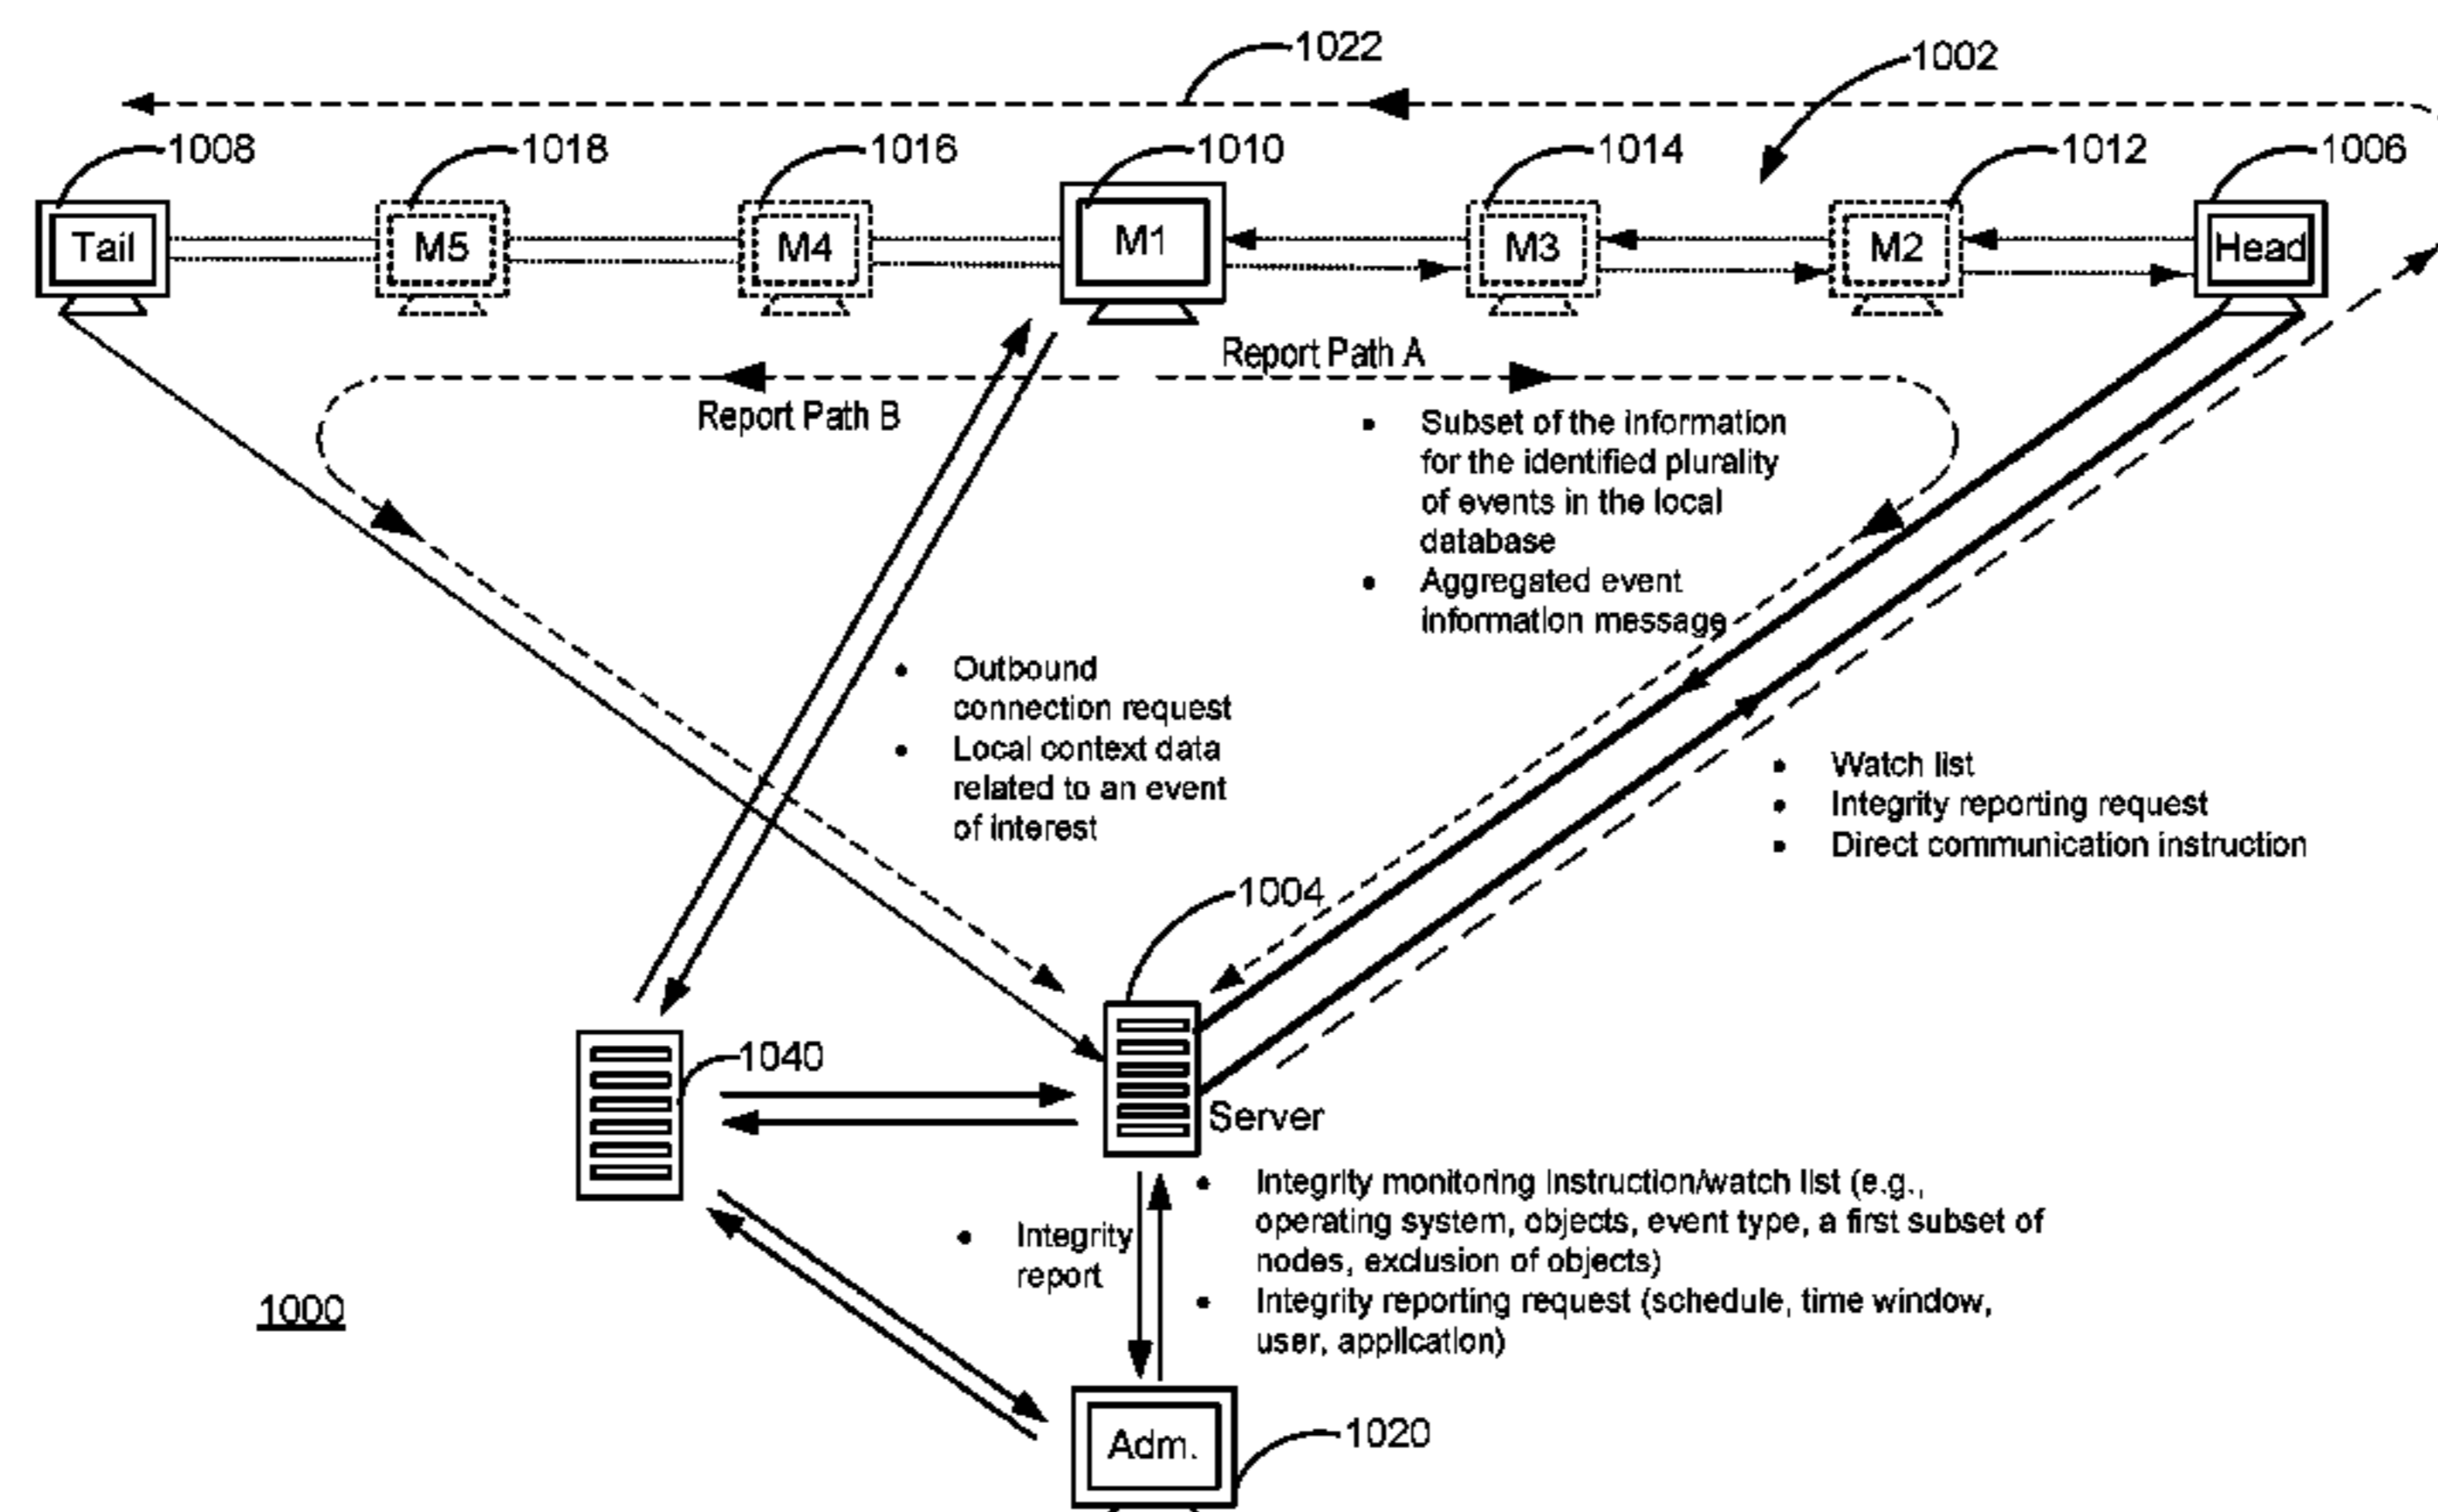 1022
1002
1008
1018
1016
1010
1014
1012
1006
Tail
M5
M4
M1
M3
M2
Head
Report Path A
Report Path B
• Subset of the information
for the identified plurality
of events in the local
database
• Aggregated event
information message
• Outbound
connection request
• Local context data
related to an event
of interest
• Watch list
• Integrity reporting request
• Direct communication instruction
1004
1040
Server
• Integrity
report
• Integrity monitoring instruction/watch list (e.g.,
operating system, objects, event type, a first subset of
nodes, exclusion of objects)
• Integrity reporting request (schedule, time window,
user, application)
1000
Adm.
1020